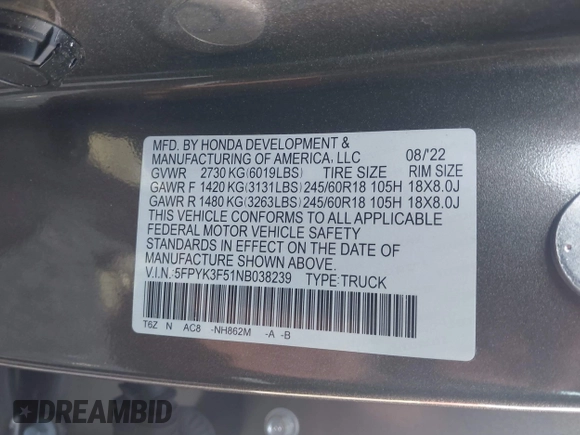 MFD. BY HONDA DEVELOPMENT &
MANUFACTURING OF AMERICA, LLC 08/'22
GVWR 2730 KG(6019LBS) TIRE SIZE RIM SIZE
GAWR F 1420 KG(3131LBS) 245/60R18 105H 18X8.0J
GAWR R 1480 KG(3263LBS) 245/60R18 105H 18X8.0J
THIS VEHICLE CONFORMS TO ALL APPLICABLE
FEDERAL MOTOR VEHICLE SAFETY
STANDARDS IN EFFECT ON THE DATE OF
MANUFACTURE SHOWN ABOVE.
V.I.N.:5FPYK3F51NB038239 TYPE:TRUCK
T6Z N AC8 -NH862M -A -B
DREAMBID